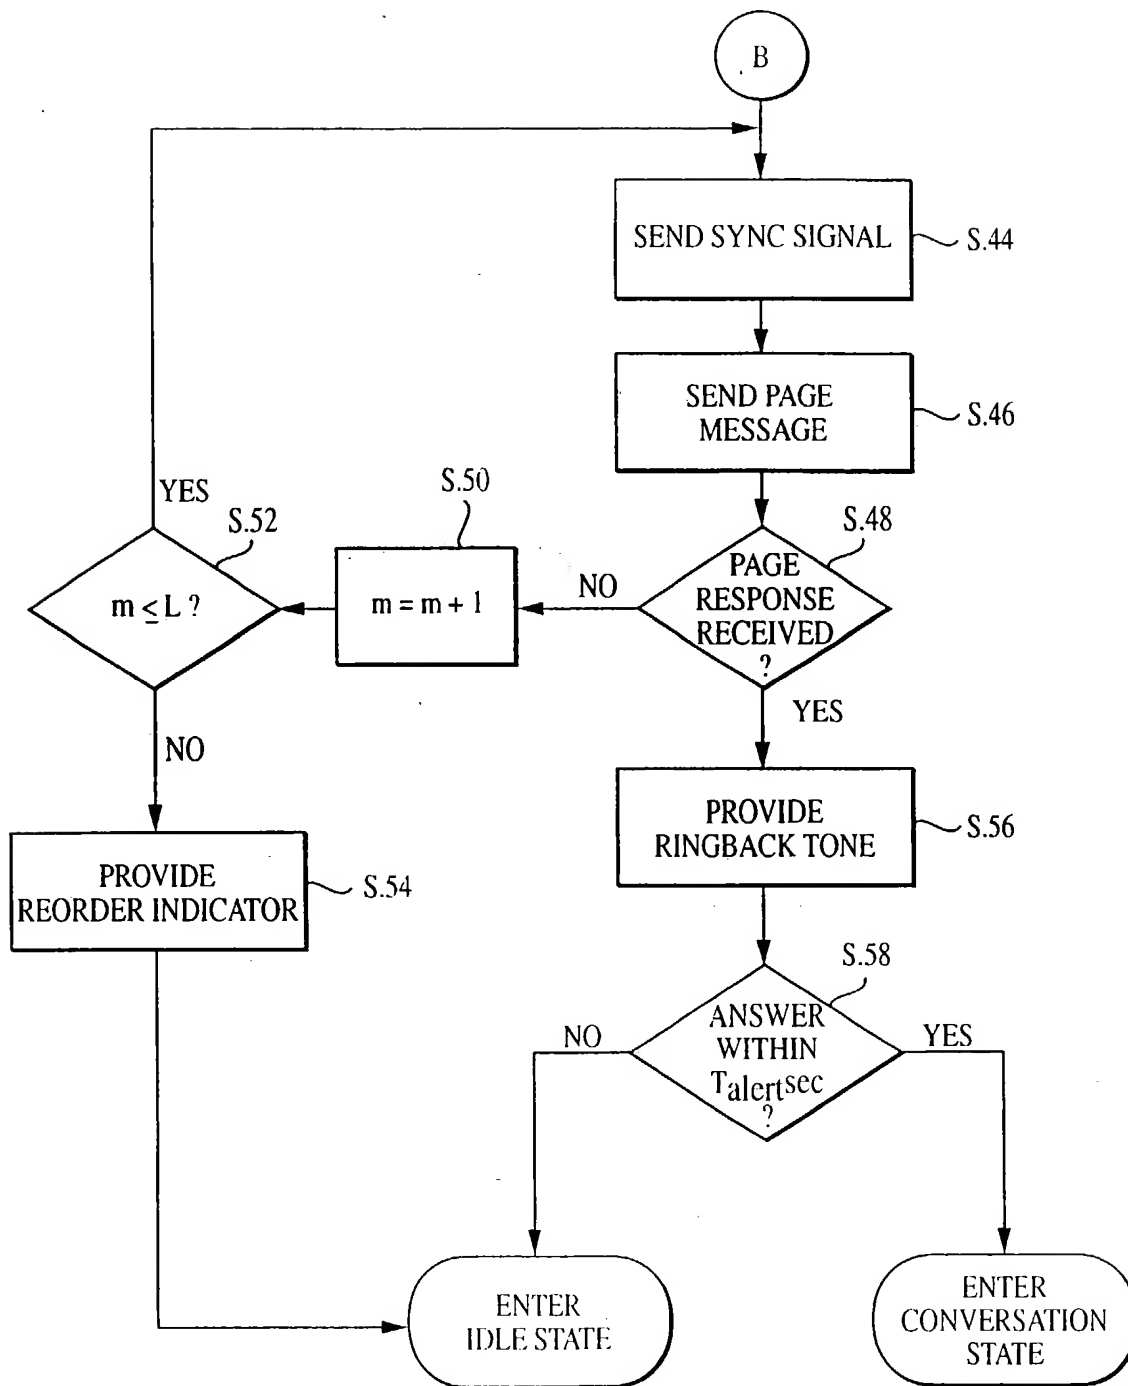 B
SEND SYNC SIGNAL
S.44
SEND PAGE
MESSAGE
S.46
YES
S.50
S.52
S.48
m ≤ L ?
m = m + 1
NO
PAGE
RESPONSE
RECEIVED
?
YES
NO
PROVIDE
RINGBACK TONE
S.56
PROVIDE
REORDER INDICATOR
S.54
S.58
NO
ANSWER
WITHIN
Talert sec
?
YES
ENTER
IDLE STATE
ENTER
CONVERSATION
STATE